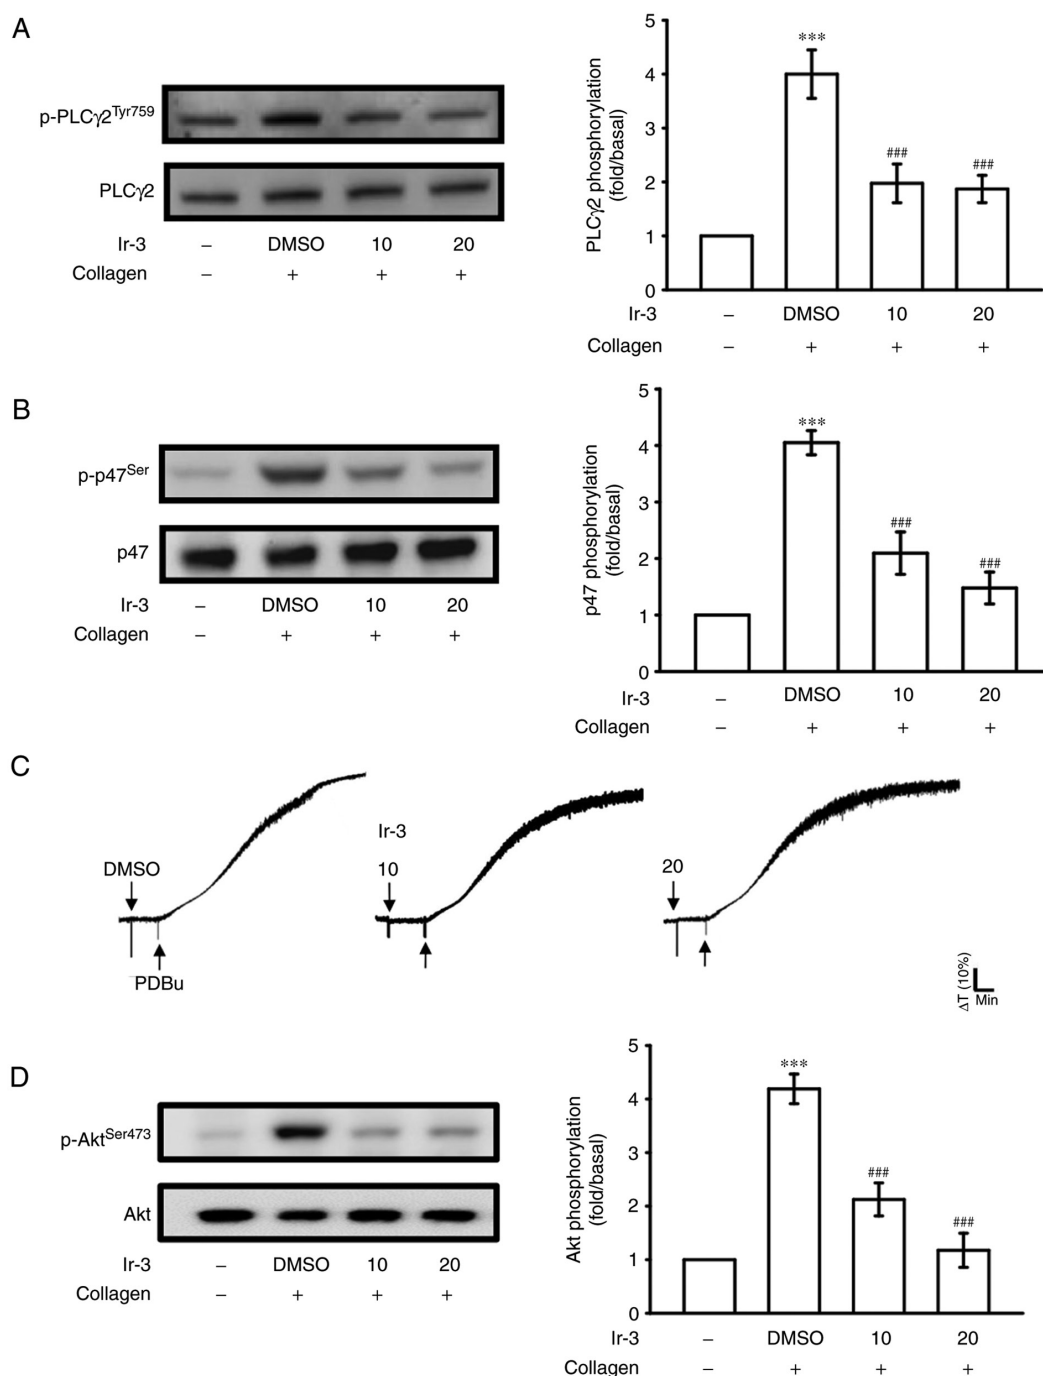 A
p-PLCγ2Tyr759
PLCγ2
Ir-3 – DMSO 10 20
Collagen – + + +
PLCγ2 phosphorylation
(fold/basal)
5
4
3
2
1
0
***
###
###
Ir-3 – DMSO 10 20
Collagen – + + +
B
p-p47Ser
p47
Ir-3 – DMSO 10 20
Collagen – + + +
p47 phosphorylation
(fold/basal)
5
4
3
2
1
0
***
###
###
Ir-3 – DMSO 10 20
Collagen – + + +
C
DMSO
PDBu
Ir-3
10
20
ΔT (10%)
Min
D
p-AktSer473
Akt
Ir-3 – DMSO 10 20
Collagen – + + +
Akt phosphorylation
(fold/basal)
5
4
3
2
1
0
***
###
###
Ir-3 – DMSO 10 20
Collagen – + + +